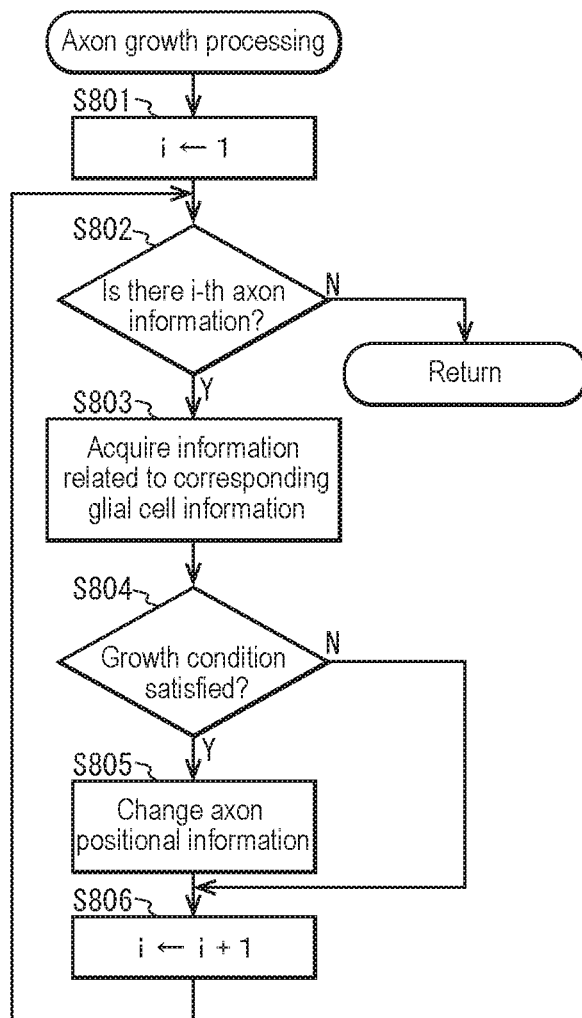 Axon growth processing
S801
i ← 1
S802
Is there i-th axon
information?
N
Y
Return
S803
Acquire information
related to corresponding
glial cell information
S804
Growth condition
satisfied?
N
Y
S805
Change axon
positional information
S806
i ← i + 1